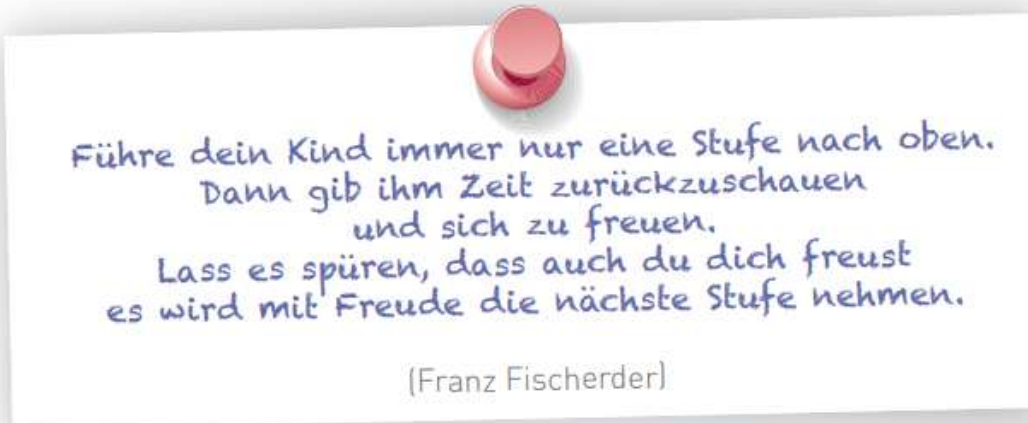 Führe dein Kind immer nur eine Stufe nach oben.
Dann gib ihm Zeit zurückzuschauen
und sich zu freuen.
Lass es spüren, dass auch du dich freust
es wird mit Freude die nächste Stufe nehmen.
(Franz Fischerder)